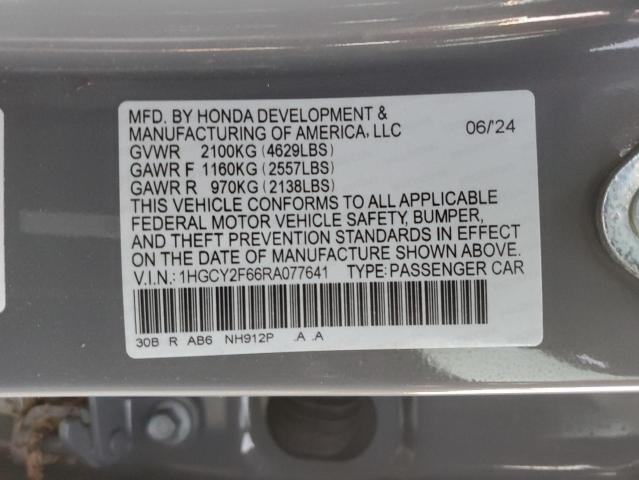 MFD. BY HONDA DEVELOPMENT &
MANUFACTURING OF AMERICA, LLC 06/'24
GVWR 2100KG (4629LBS)
GAWR F 1160KG (2557LBS)
GAWR R 970KG (2138LBS)
THIS VEHICLE CONFORMS TO ALL APPLICABLE
FEDERAL MOTOR VEHICLE SAFETY, BUMPER,
AND THEFT PREVENTION STANDARDS IN EFFECT
ON THE DATE OF MANUFACTURE SHOWN ABOVE.
V.I.N.: 1HGCY2F66RA077641 TYPE: PASSENGER CAR
30B R AB6 NH912P .A .A